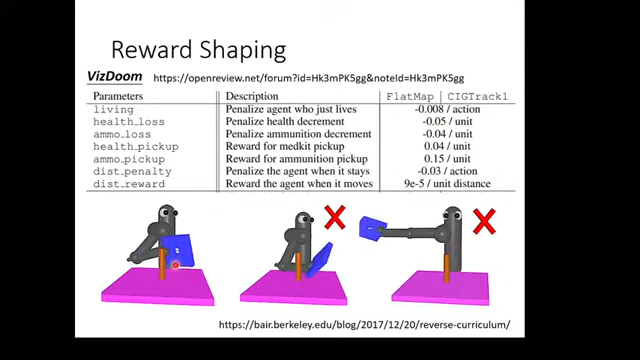 Reward Shaping
VizDoom https://openreview.net/forum?id=Hk3mPK5gg&noteId=Hk3mPK5gg
Parameters Description FlatMap CIGTrack1
living Penalize agent who just lives -0.008 / action
health_loss Penalize health decrement -0.05 / unit
ammo_loss Penalize ammunition decrement -0.04 / unit
health_pickup Reward for medkit pickup 0.04 / unit
ammo_pickup Reward for ammunition pickup 0.15 / unit
dist_penalty Penalize the agent when it stays -0.03 / action
dist_reward Reward the agent when it moves 9e-5 / unit distance
https://bair.berkeley.edu/blog/2017/12/20/reverse-curriculum/